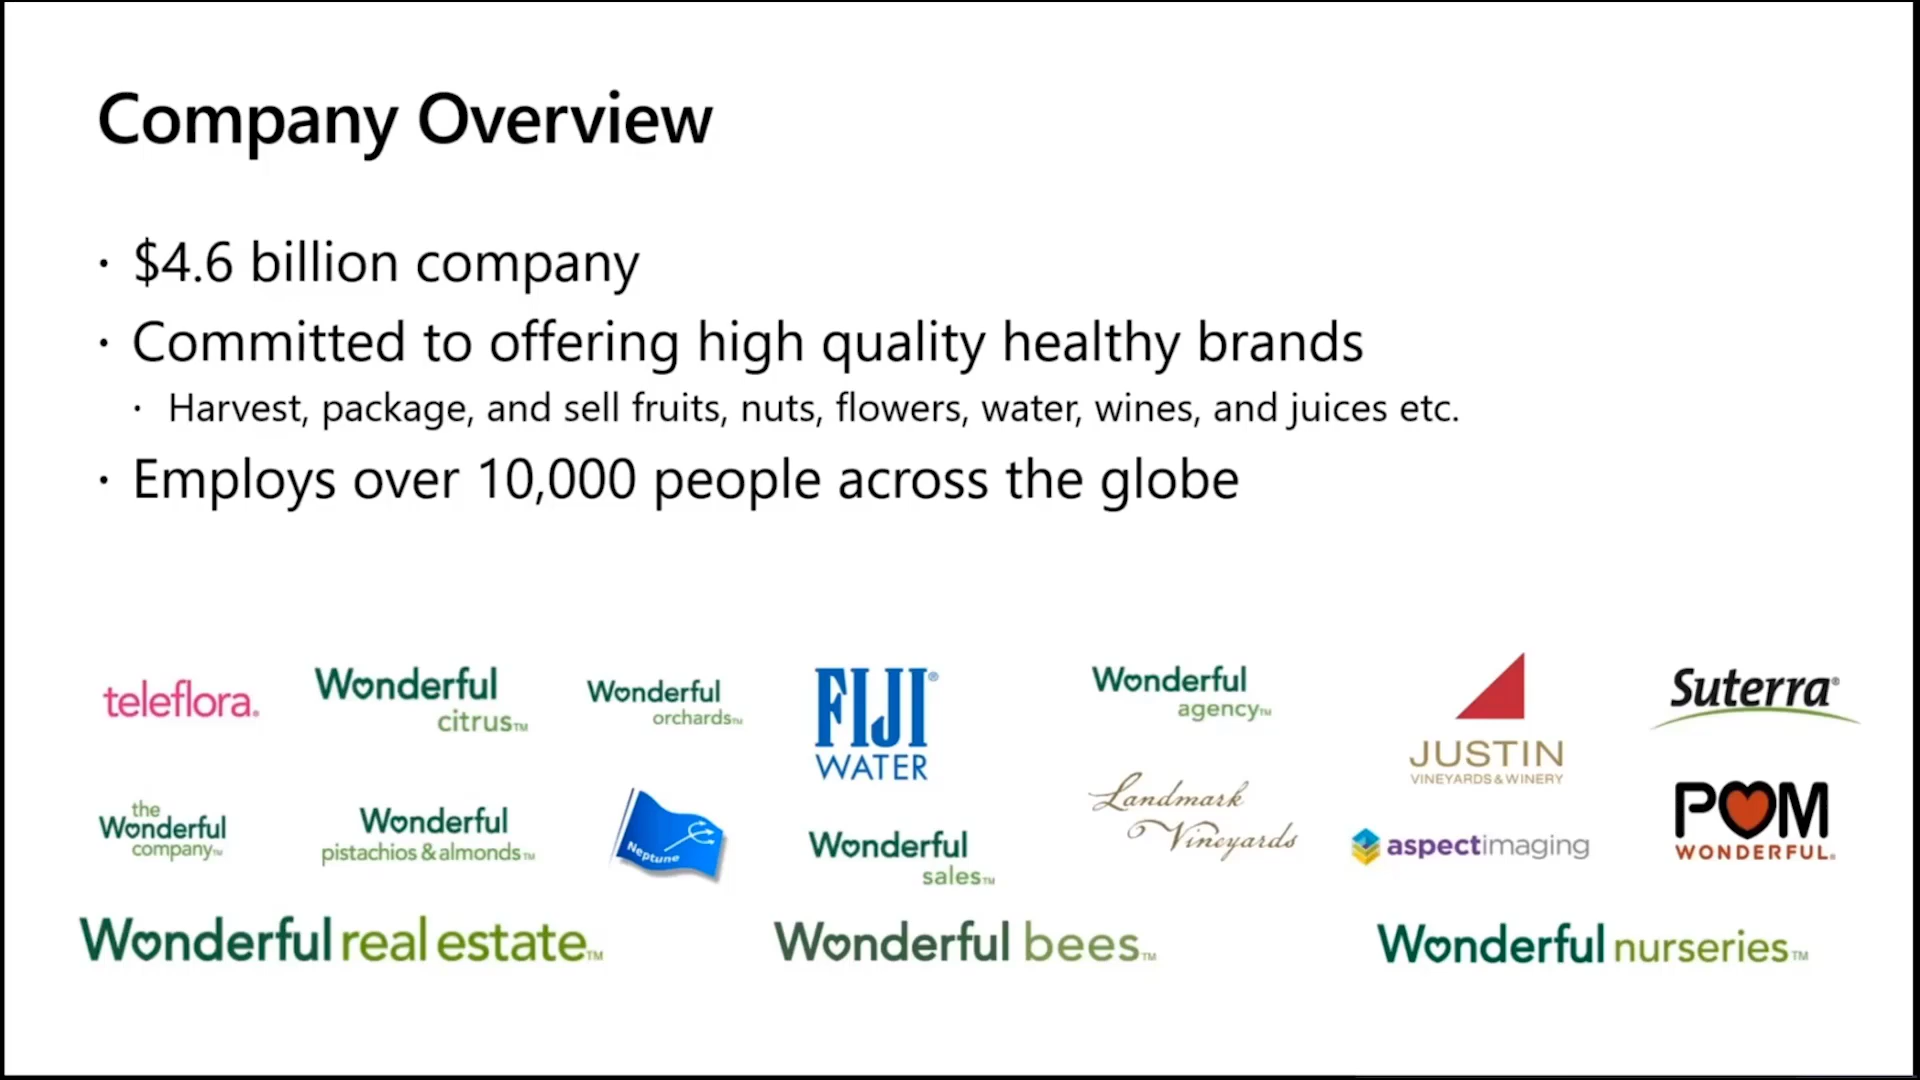 Company Overview
· $4.6 billion company
· Committed to offering high quality healthy brands
· Harvest, package, and sell fruits, nuts, flowers, water, wines, and juices etc.
· Employs over 10,000 people across the globe
teleflora.
Wonderful
citrus™
Wonderful
orchards™
FIJI®
WATER
Wonderful
agency™
JUSTIN
VINEYARDS & WINERY
Suterra®
the
Wonderful
company™
Wonderful
pistachios & almonds™
Neptune
Wonderful
sales™
Landmark
Vineyards
aspectimaging
POM
WONDERFUL®
Wonderful real estate™
Wonderful bees™
Wonderful nurseries™